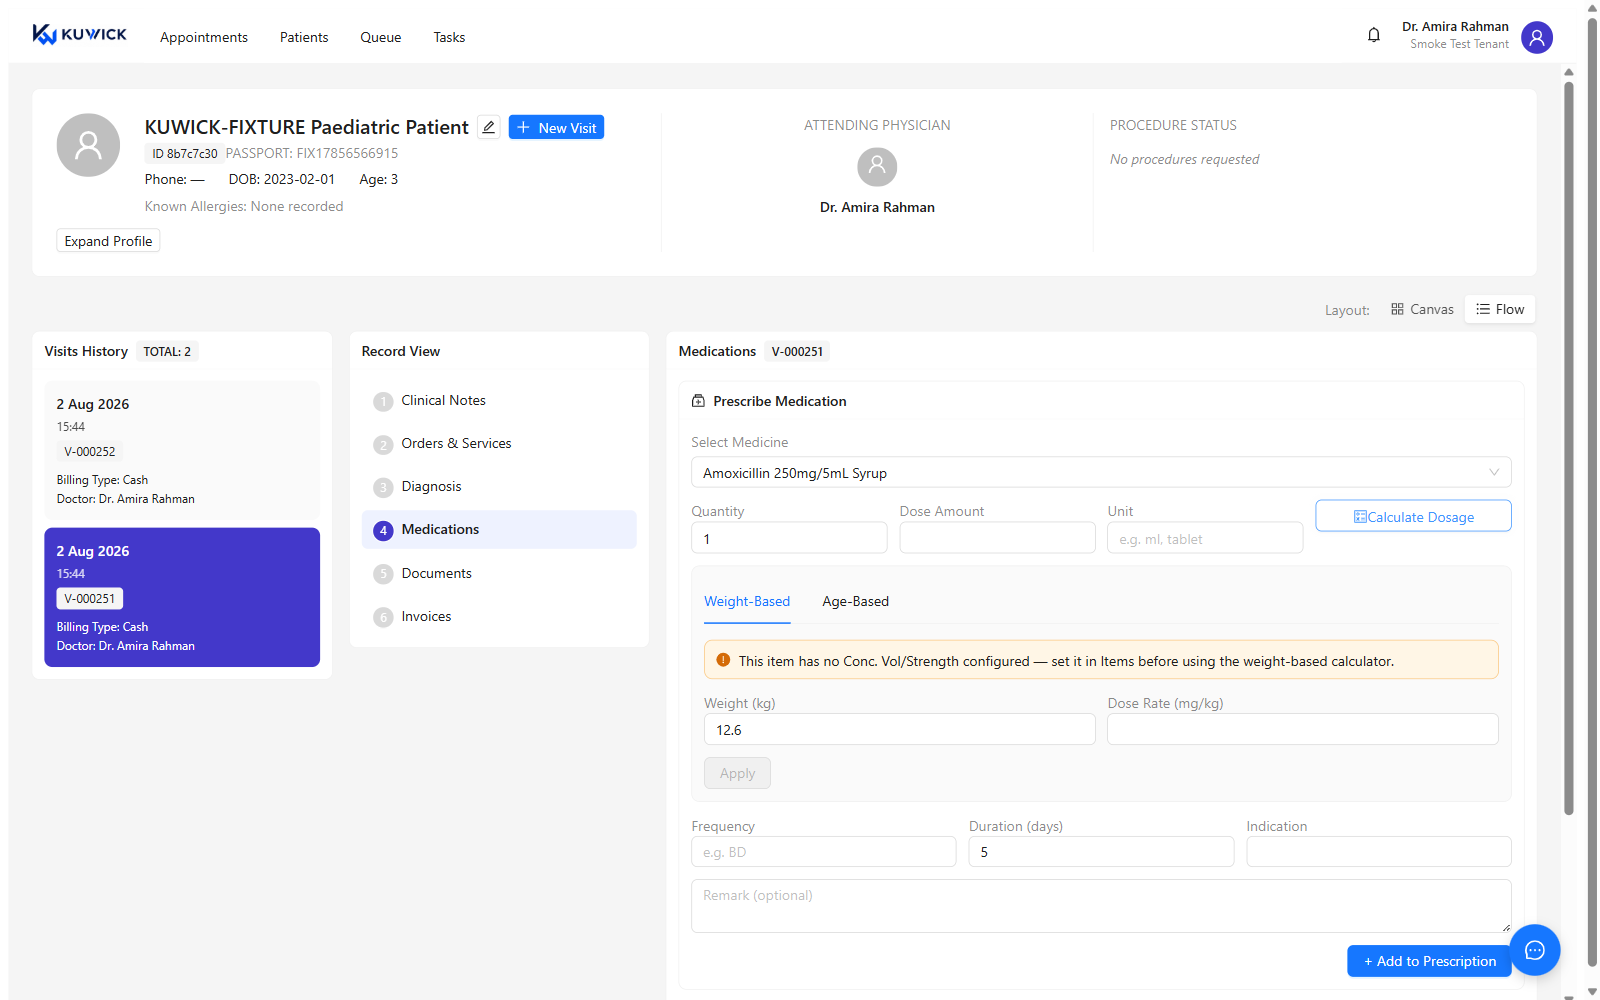 KUWICK
Appointments
Patients
Queue
Tasks
Dr. Amira Rahman
Smoke Test Tenant
KUWICK-FIXTURE Paediatric Patient
+ New Visit
ID 8b7c7c30 PASSPORT: FIX17856566915
Phone: — DOB: 2023-02-01 Age: 3
Known Allergies: None recorded
Expand Profile
ATTENDING PHYSICIAN
Dr. Amira Rahman
PROCEDURE STATUS
No procedures requested
Layout: Canvas Flow
Visits History TOTAL: 2
2 Aug 2026
15:44
V-000252
Billing Type: Cash
Doctor: Dr. Amira Rahman
2 Aug 2026
15:44
V-000251
Billing Type: Cash
Doctor: Dr. Amira Rahman
Record View
1 Clinical Notes
2 Orders & Services
3 Diagnosis
4 Medications
5 Documents
6 Invoices
Medications V-000251
Prescribe Medication
Select Medicine
Amoxicillin 250mg/5mL Syrup
Quantity
1
Dose Amount
Unit
e.g. ml, tablet
Calculate Dosage
Weight-Based
Age-Based
This item has no Conc. Vol/Strength configured — set it in Items before using the weight-based calculator.
Weight (kg)
12.6
Dose Rate (mg/kg)
Apply
Frequency
e.g. BD
Duration (days)
5
Indication
Remark (optional)
+ Add to Prescription